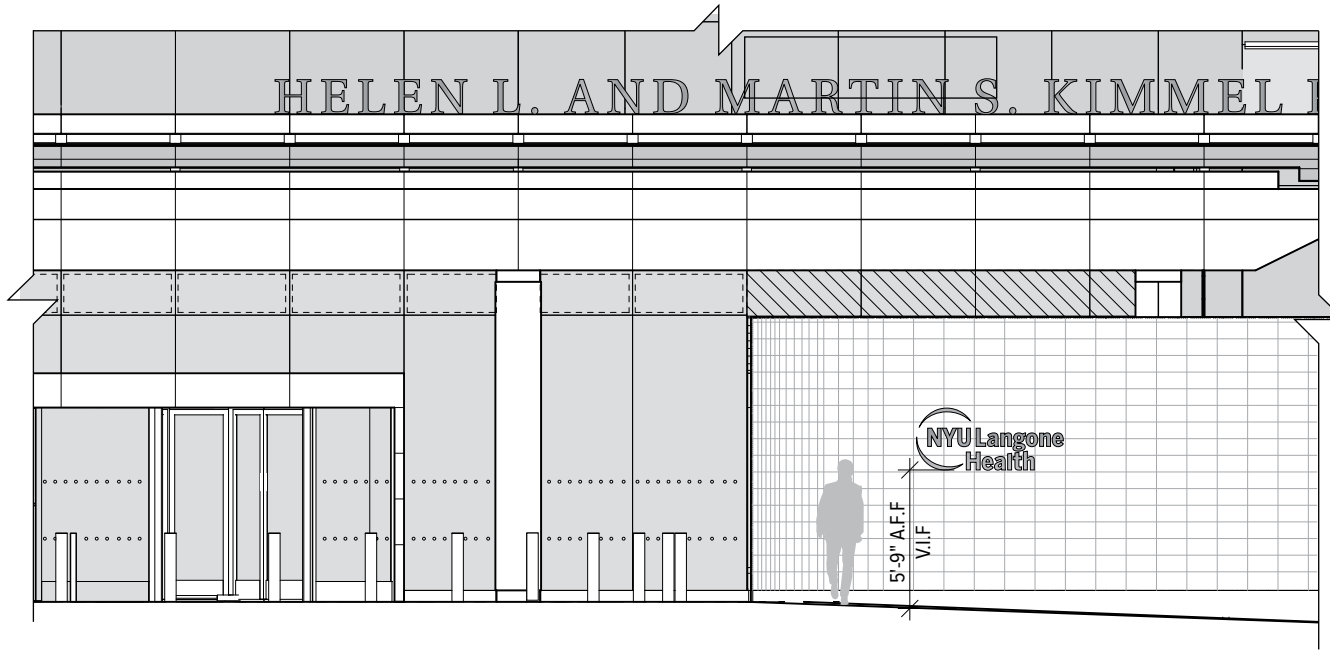 HELEN L. AND MARTIN S. KIMMEL
NYU Langone
Health
5'-9" A.F.F
V.I.F